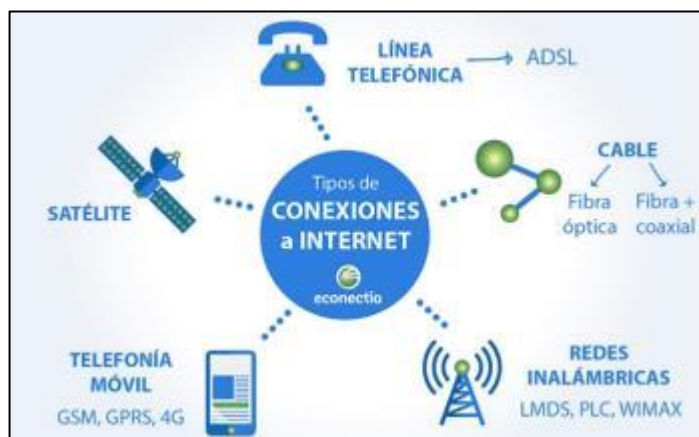 LÍNEA
TELEFÓNICA
ADSL
SATÉLITE
Tipos de
CONEXIONES
a INTERNET
econectia
CABLE
Fibra
óptica
Fibra +
coaxial
TELEFONÍA
MÓVIL
GSM, GPRS, 4G
REDES
INALÁMBRICAS
LMDS, PLC, WIMAX